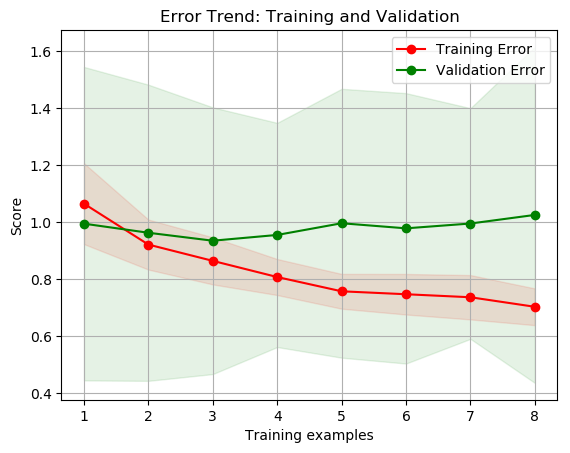 Error Trend: Training and Validation
Training Error
Validation Error
Score
1.6
1.4
1.2
1.0
0.8
0.6
0.4
1 2 3 4 5 6 7 8
Training examples